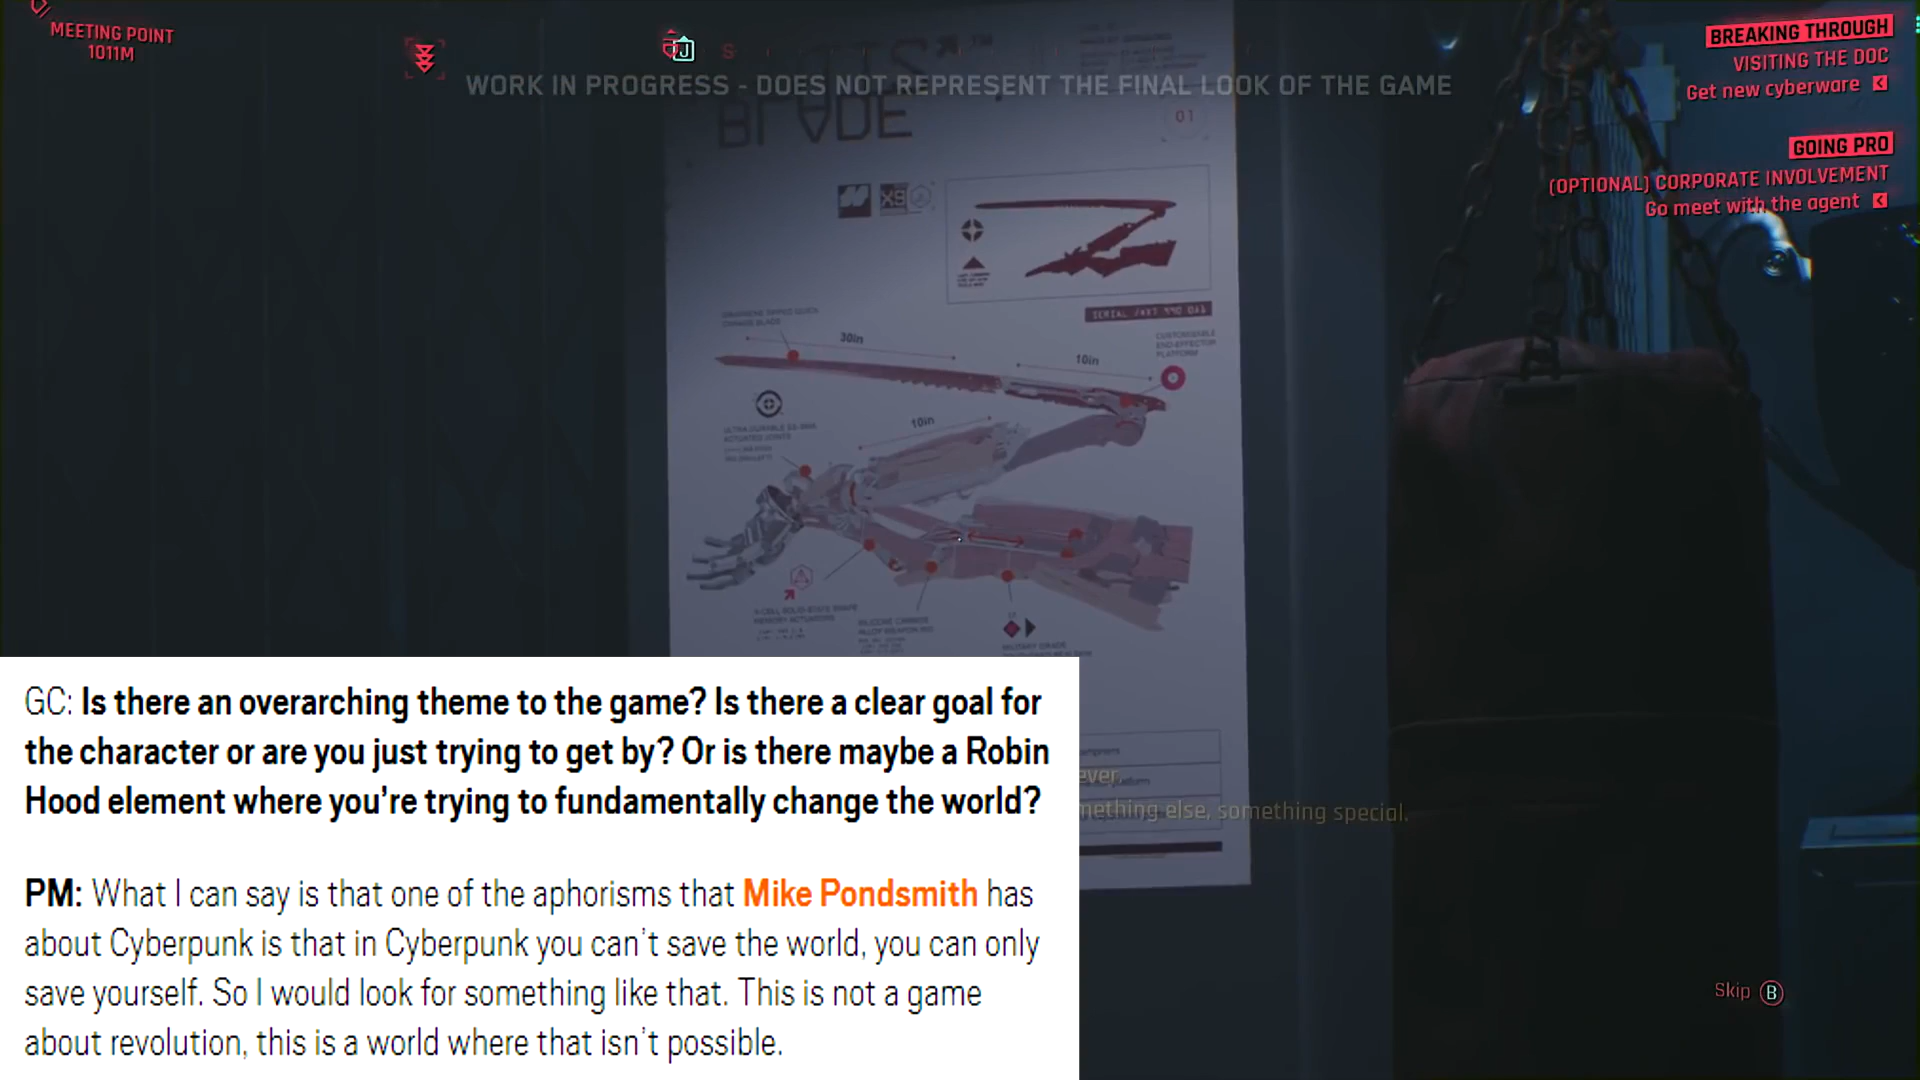 MEETING POINT
1011M
J
S
WORK IN PROGRESS - DOES NOT REPRESENT THE FINAL LOOK OF THE GAME
BREAKING THROUGH
VISITING THE DOC
Get new cyberware
GOING PRO
(OPTIONAL) CORPORATE INVOLVEMENT
Go meet with the agent
BLADE
01
X9
30in
10in
CUSTOMISABLE
END-EFFECTOR
PLATFORM
10in
ever,
mething else, something special.
Skip B
GC: Is there an overarching theme to the game? Is there a clear goal for
the character or are you just trying to get by? Or is there maybe a Robin
Hood element where you're trying to fundamentally change the world?
PM: What I can say is that one of the aphorisms that Mike Pondsmith has
about Cyberpunk is that in Cyberpunk you can't save the world, you can only
save yourself. So I would look for something like that. This is not a game
about revolution, this is a world where that isn't possible.